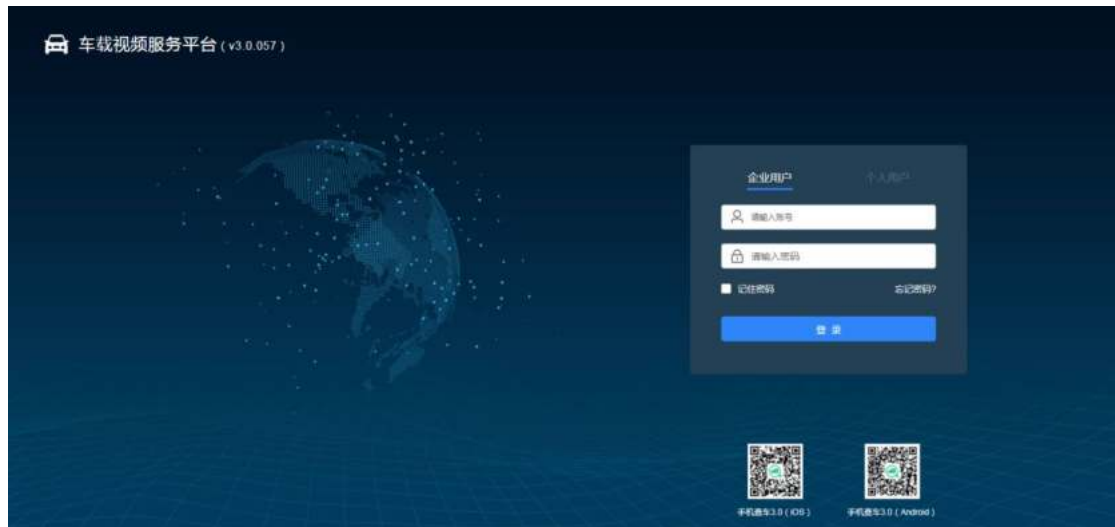 车载视频服务平台 ( v3.0.057 )
企业用户 个人用户
请输入账号
请输入密码
记住密码 忘记密码?
登 录
手机查车3.0 ( iOS ) 手机查车3.0 ( Android )